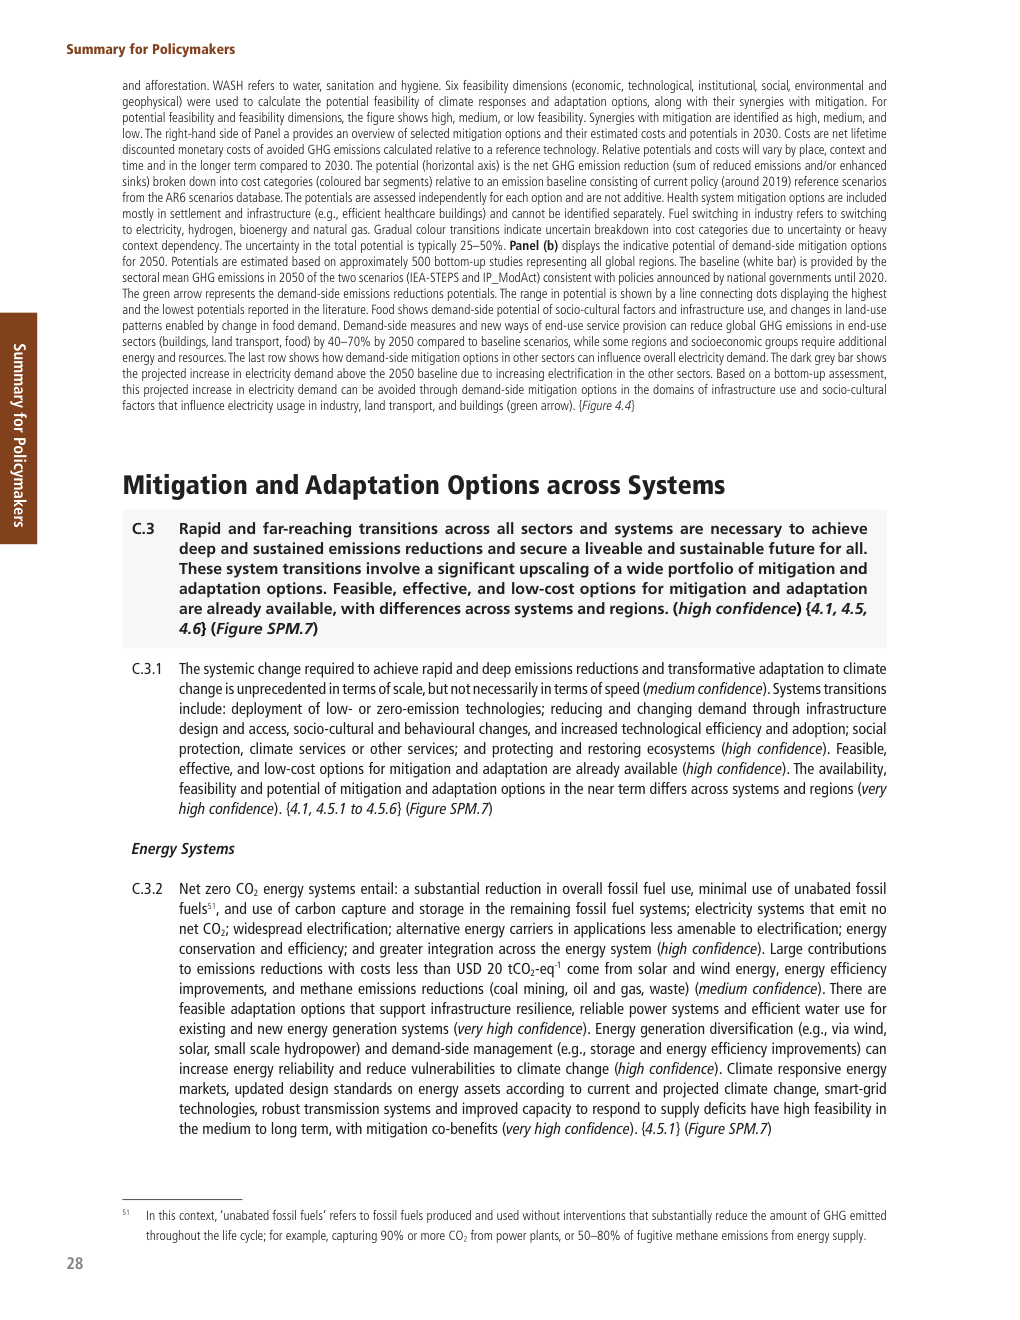 Summary for Policymakers
and afforestation. WASH refers to water, sanitation and hygiene. Six feasibility dimensions (economic, technological, institutional, social, environmental and
geophysical) were used to calculate the potential feasibility of climate responses and adaptation options, along with their synergies with mitigation. For
potential feasibility and feasibility dimensions, the figure shows high, medium, or low feasibility. Synergies with mitigation are identified as high, medium, and
low. The right-hand side of Panel a provides an overview of selected mitigation options and their estimated costs and potentials in 2030. Costs are net lifetime
discounted monetary costs of avoided GHG emissions calculated relative to a reference technology. Relative potentials and costs will vary by place, context and
time and in the longer term compared to 2030. The potential (horizontal axis) is the net GHG emission reduction (sum of reduced emissions and/or enhanced
sinks) broken down into cost categories (coloured bar segments) relative to an emission baseline consisting of current policy (around 2019) reference scenarios
from the AR6 scenarios database. The potentials are assessed independently for each option and are not additive. Health system mitigation options are included
mostly in settlement and infrastructure (e.g., efficient healthcare buildings) and cannot be identified separately. Fuel switching in industry refers to switching
to electricity, hydrogen, bioenergy and natural gas. Gradual colour transitions indicate uncertain breakdown into cost categories due to uncertainty or heavy
context dependency. The uncertainty in the total potential is typically 25–50%. Panel (b) displays the indicative potential of demand-side mitigation options
for 2050. Potentials are estimated based on approximately 500 bottom-up studies representing all global regions. The baseline (white bar) is provided by the
sectoral mean GHG emissions in 2050 of the two scenarios (IEA-STEPS and IP_ModAct) consistent with policies announced by national governments until 2020.
The green arrow represents the demand-side emissions reductions potentials. The range in potential is shown by a line connecting dots displaying the highest
and the lowest potentials reported in the literature. Food shows demand-side potential of socio-cultural factors and infrastructure use, and changes in land-use
patterns enabled by change in food demand. Demand-side measures and new ways of end-use service provision can reduce global GHG emissions in end-use
sectors (buildings, land transport, food) by 40–70% by 2050 compared to baseline scenarios, while some regions and socioeconomic groups require additional
energy and resources. The last row shows how demand-side mitigation options in other sectors can influence overall electricity demand. The dark grey bar shows
the projected increase in electricity demand above the 2050 baseline due to increasing electrification in the other sectors. Based on a bottom-up assessment,
this projected increase in electricity demand can be avoided through demand-side mitigation options in the domains of infrastructure use and socio-cultural
factors that influence electricity usage in industry, land transport, and buildings (green arrow). {Figure 4.4}
Summary for Policymakers
Mitigation and Adaptation Options across Systems
C.3 Rapid and far-reaching transitions across all sectors and systems are necessary to achieve
deep and sustained emissions reductions and secure a liveable and sustainable future for all.
These system transitions involve a significant upscaling of a wide portfolio of mitigation and
adaptation options. Feasible, effective, and low-cost options for mitigation and adaptation
are already available, with differences across systems and regions. (high confidence) {4.1, 4.5,
4.6} (Figure SPM.7)
C.3.1 The systemic change required to achieve rapid and deep emissions reductions and transformative adaptation to climate
change is unprecedented in terms of scale, but not necessarily in terms of speed (medium confidence). Systems transitions
include: deployment of low- or zero-emission technologies; reducing and changing demand through infrastructure
design and access, socio-cultural and behavioural changes, and increased technological efficiency and adoption; social
protection, climate services or other services; and protecting and restoring ecosystems (high confidence). Feasible,
effective, and low-cost options for mitigation and adaptation are already available (high confidence). The availability,
feasibility and potential of mitigation and adaptation options in the near term differs across systems and regions (very
high confidence). {4.1, 4.5.1 to 4.5.6} (Figure SPM.7)
Energy Systems
C.3.2 Net zero CO₂ energy systems entail: a substantial reduction in overall fossil fuel use, minimal use of unabated fossil
fuels⁵¹, and use of carbon capture and storage in the remaining fossil fuel systems; electricity systems that emit no
net CO₂; widespread electrification; alternative energy carriers in applications less amenable to electrification; energy
conservation and efficiency; and greater integration across the energy system (high confidence). Large contributions
to emissions reductions with costs less than USD 20 tCO₂-eq⁻¹ come from solar and wind energy, energy efficiency
improvements, and methane emissions reductions (coal mining, oil and gas, waste) (medium confidence). There are
feasible adaptation options that support infrastructure resilience, reliable power systems and efficient water use for
existing and new energy generation systems (very high confidence). Energy generation diversification (e.g., via wind,
solar, small scale hydropower) and demand-side management (e.g., storage and energy efficiency improvements) can
increase energy reliability and reduce vulnerabilities to climate change (high confidence). Climate responsive energy
markets, updated design standards on energy assets according to current and projected climate change, smart-grid
technologies, robust transmission systems and improved capacity to respond to supply deficits have high feasibility in
the medium to long term, with mitigation co-benefits (very high confidence). {4.5.1} (Figure SPM.7)
51 In this context, ‘unabated fossil fuels’ refers to fossil fuels produced and used without interventions that substantially reduce the amount of GHG emitted
throughout the life cycle; for example, capturing 90% or more CO₂ from power plants, or 50–80% of fugitive methane emissions from energy supply.
28